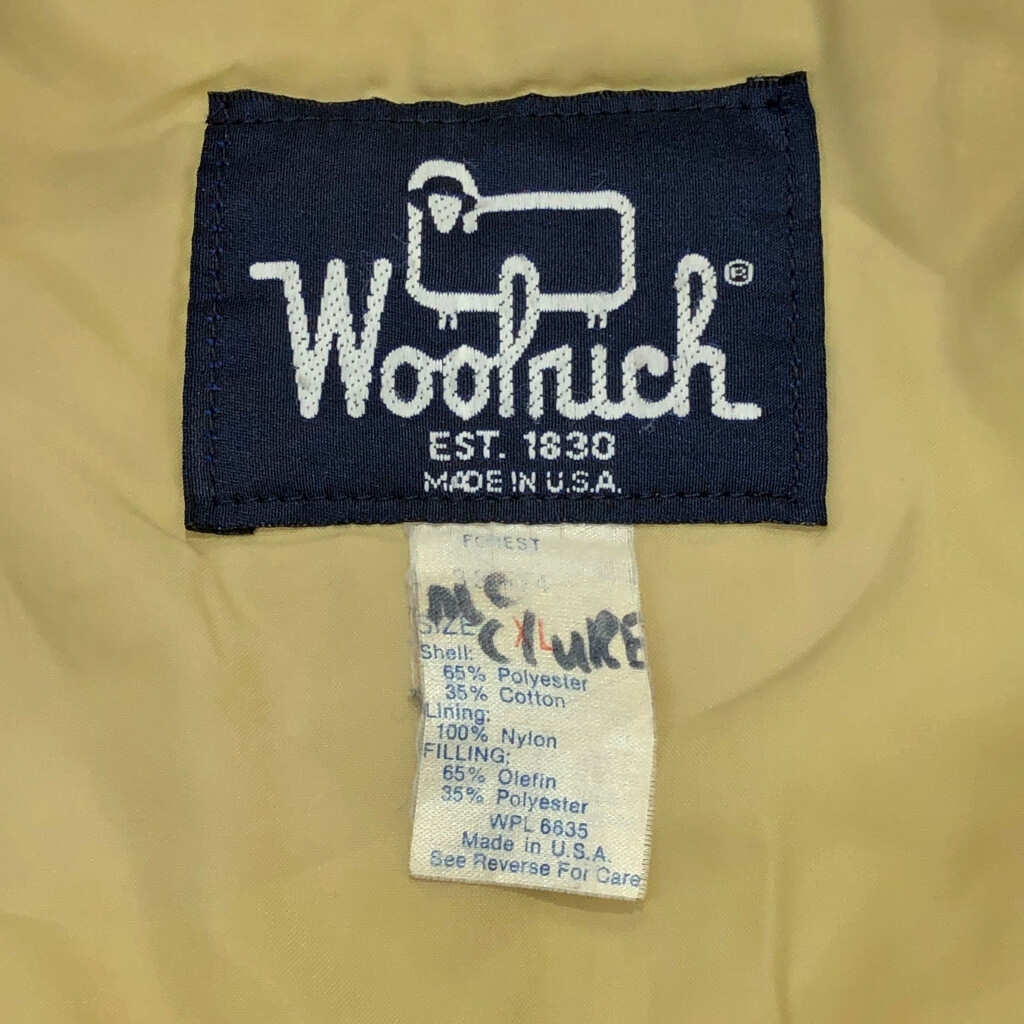 Woolrich®
EST. 1830
MADE IN U.S.A.
FOREST
Mc
SIZE XL
ClURE
Shell:
65% Polyester
35% Cotton
Lining:
100% Nylon
FILLING:
65% Olefin
35% Polyester
WPL 6635
Made in U.S.A.
See Reverse For Care